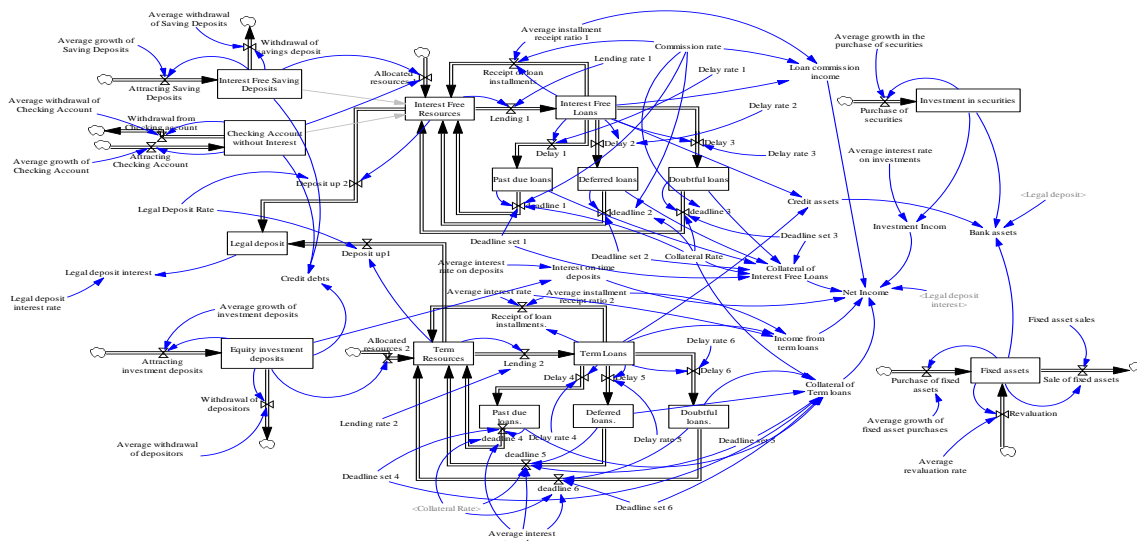 Average withdrawal
of Saving Deposits
Average growth of
Saving Deposits
Withdrawal of
savings deposit
Interest Free Saving
Deposits
Attracting Saving
Deposits
Average withdrawal of
Checking Account
Withdrawal from
Checking account
Checking Account
without Interest
Attracting
Checking Account
Average growth of
Checking Account
Allocated
resources
Interest Free
Resources
Average installment
receipt ratio 1
Receipt of loan
installments
Lending rate 1
Lending 1
Interest Free
Loans
Commission rate
Delay rate 1
Delay rate 2
Delay rate 3
Loan commission
income
Delay 1
Delay 2
Delay 3
Past due loans
Deferred loans
Doubtful loans
deadline 1
deadline 2
deadline 3
Deadline set 1
Deadline set 2
Deadline set 3
Collateral Rate
Collateral of
Interest Free Loans
Credit assets
Average growth in the
purchase of securities
Purchase of
securities
Investment in securities
Average interest rate
on investments
Investment Incom
<Legal deposit>
Bank assets
Net Income
<Legal deposit
interest>
Deposit up 2
Legal Deposit Rate
Legal deposit
Deposit up1
Legal deposit interest
Legal deposit
interest rate
Credit debts
Average interest
rate on deposits
Interest on time
deposits
Average interest rate
Average installment
receipt ratio 2
Receipt of loan
installments.
Average growth of
investment deposits
Attracting
investment deposits
Equity investment
deposits
Withdrawal of
depositors
Average withdrawal
of depositors
Allocated
resources 2
Term
Resources
Lending 2
Term Loans
Lending rate 2
Delay 4
Delay 5
Delay 6
Delay rate 6
Income from
term loans
Collateral of
Term loans
Past due
loans.
Deferred
loans.
Doubtful
loans.
deadline 4
Delay rate 4
Delay rate 5
Deadline set 5
deadline 5
Deadline set 4
deadline 6
<Collateral Rate>
Deadline set 6
Average interest
Fixed asset sales
Fixed assets
Purchase of fixed
assets
Sale of fixed assets
Average growth of
fixed asset purchases
Revaluation
Average
revaluation rate